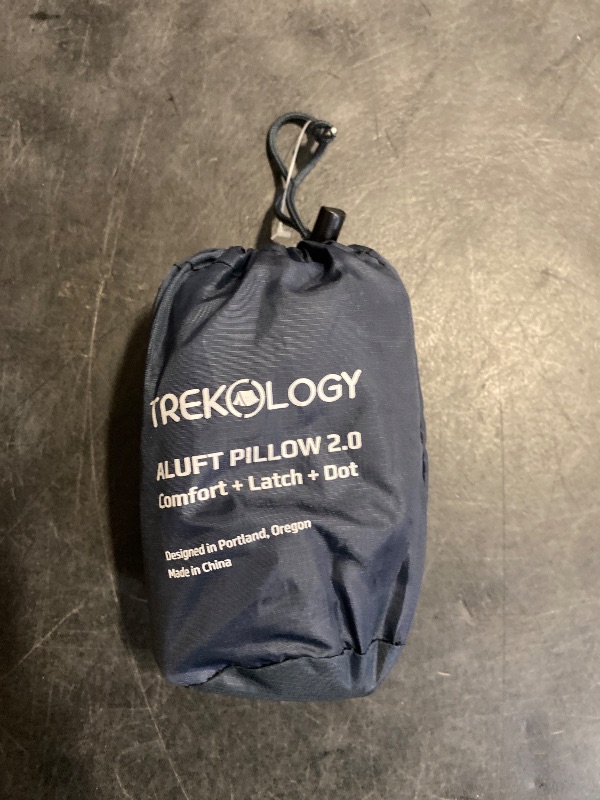 TREKOLOGY
ALUFT PILLOW 2.0
Comfort + Latch + Dot
Designed in Portland, Oregon
Made in China